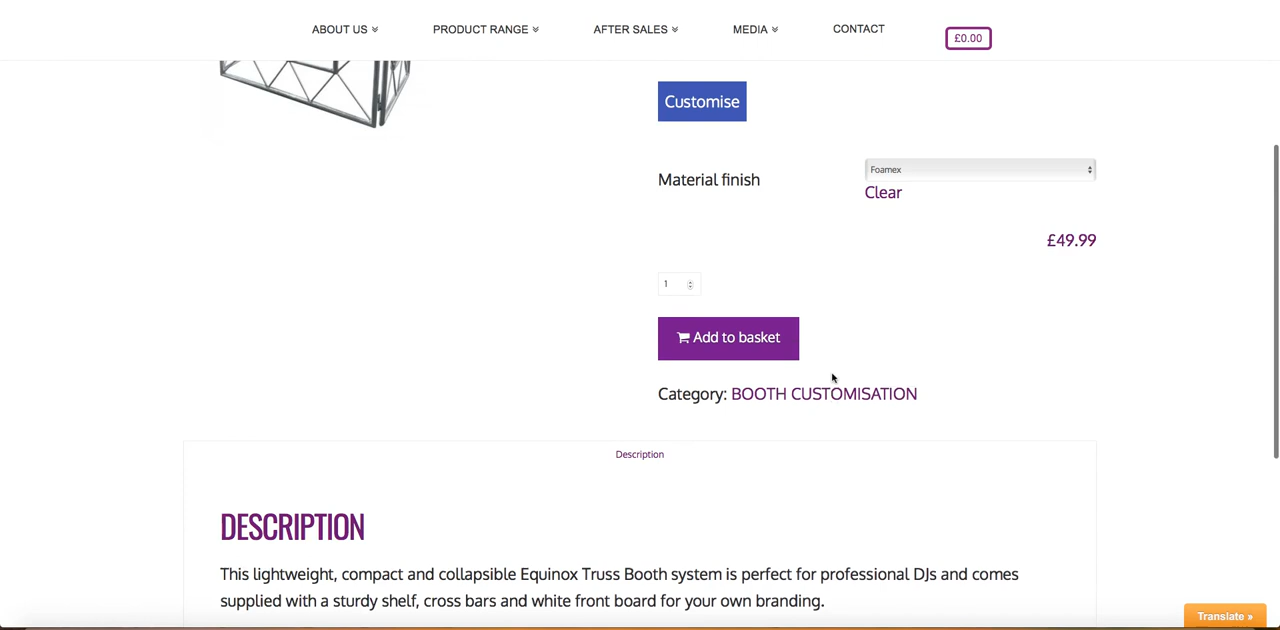 ABOUT US
PRODUCT RANGE
AFTER SALES
MEDIA
CONTACT
£0.00
Customise
Material finish
Foamex
Clear
£49.99
1
Add to basket
Category: BOOTH CUSTOMISATION
Description
DESCRIPTION
This lightweight, compact and collapsible Equinox Truss Booth system is perfect for professional DJs and comes
supplied with a sturdy shelf, cross bars and white front board for your own branding.
Translate »